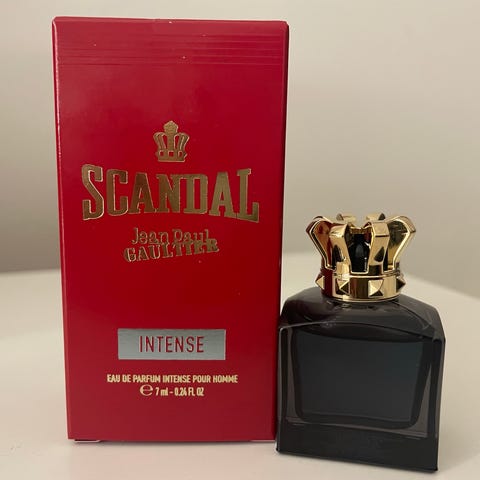 SCANDAL
Jean Paul
GAULTIER
INTENSE
EAU DE PARFUM INTENSE POUR HOMME
℮ 7 ml - 0.24 FL OZ